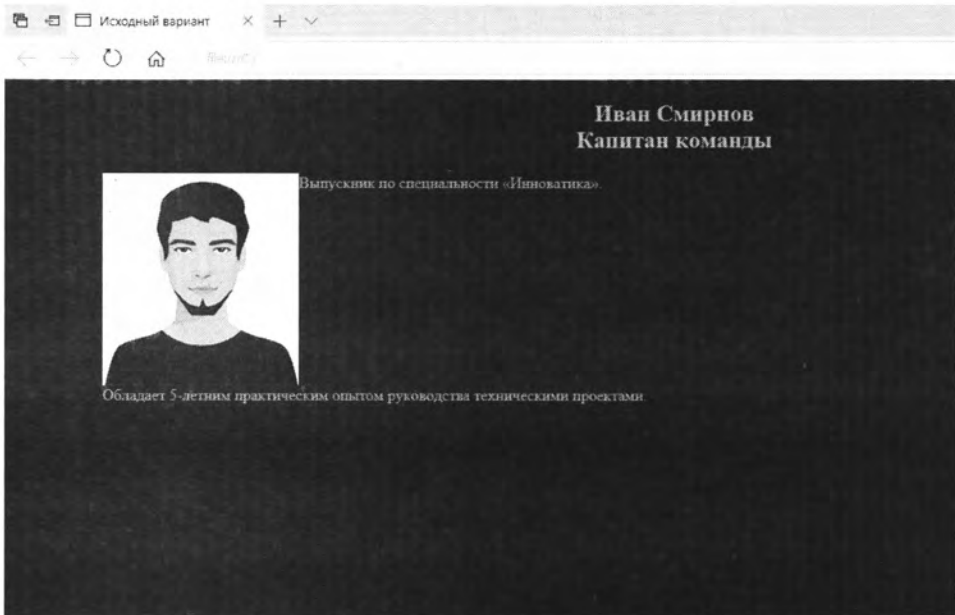 Исходный вариант
Иван Смирнов
Капитан команды
Выпускник по специальности «Инноватика».
Обладает 5-летним практическим опытом руководства техническими проектами.